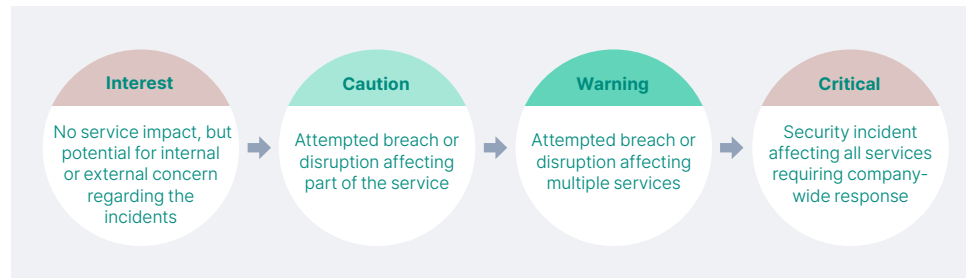 Interest
No service impact, but
potential for internal
or external concern
regarding the
incidents
Caution
Attempted breach or
disruption affecting
part of the service
Warning
Attempted breach or
disruption affecting
multiple services
Critical
Security incident
affecting all services
requiring company-
wide response